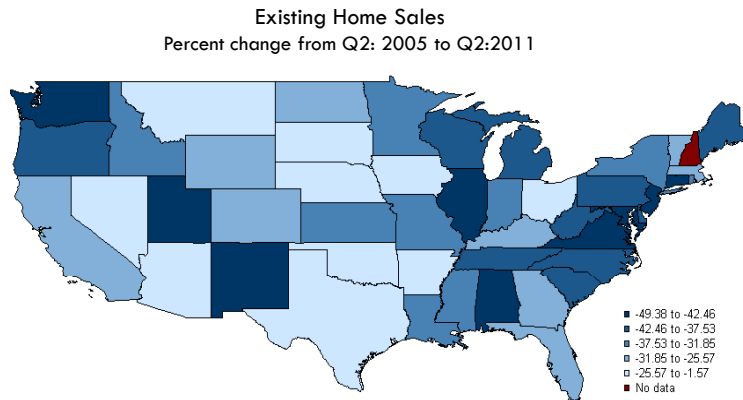 Existing Home Sales
Percent change from Q2: 2005 to Q2:2011
-49.38 to -42.46
-42.46 to -37.53
-37.53 to -31.85
-31.85 to -25.57
-25.57 to -1.57
No data